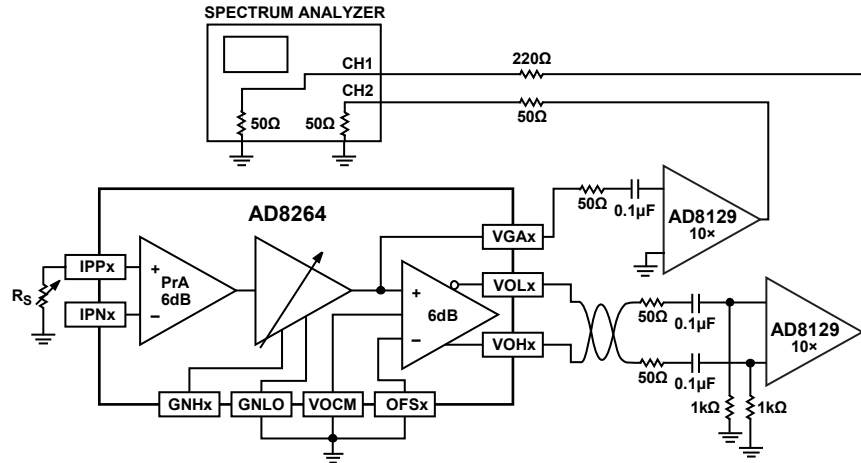 SPECTRUM ANALYZER
CH1
CH2
50Ω
50Ω
220Ω
50Ω
AD8264
RS
IPPx
IPNx
+
–
PrA
6dB
+
–
6dB
VGAx
VOLx
VOHx
GNHx
GNLO
VOCM
OFSx
50Ω
0.1µF
AD8129
10×
50Ω
0.1µF
50Ω
0.1µF
1kΩ
1kΩ
AD8129
10×